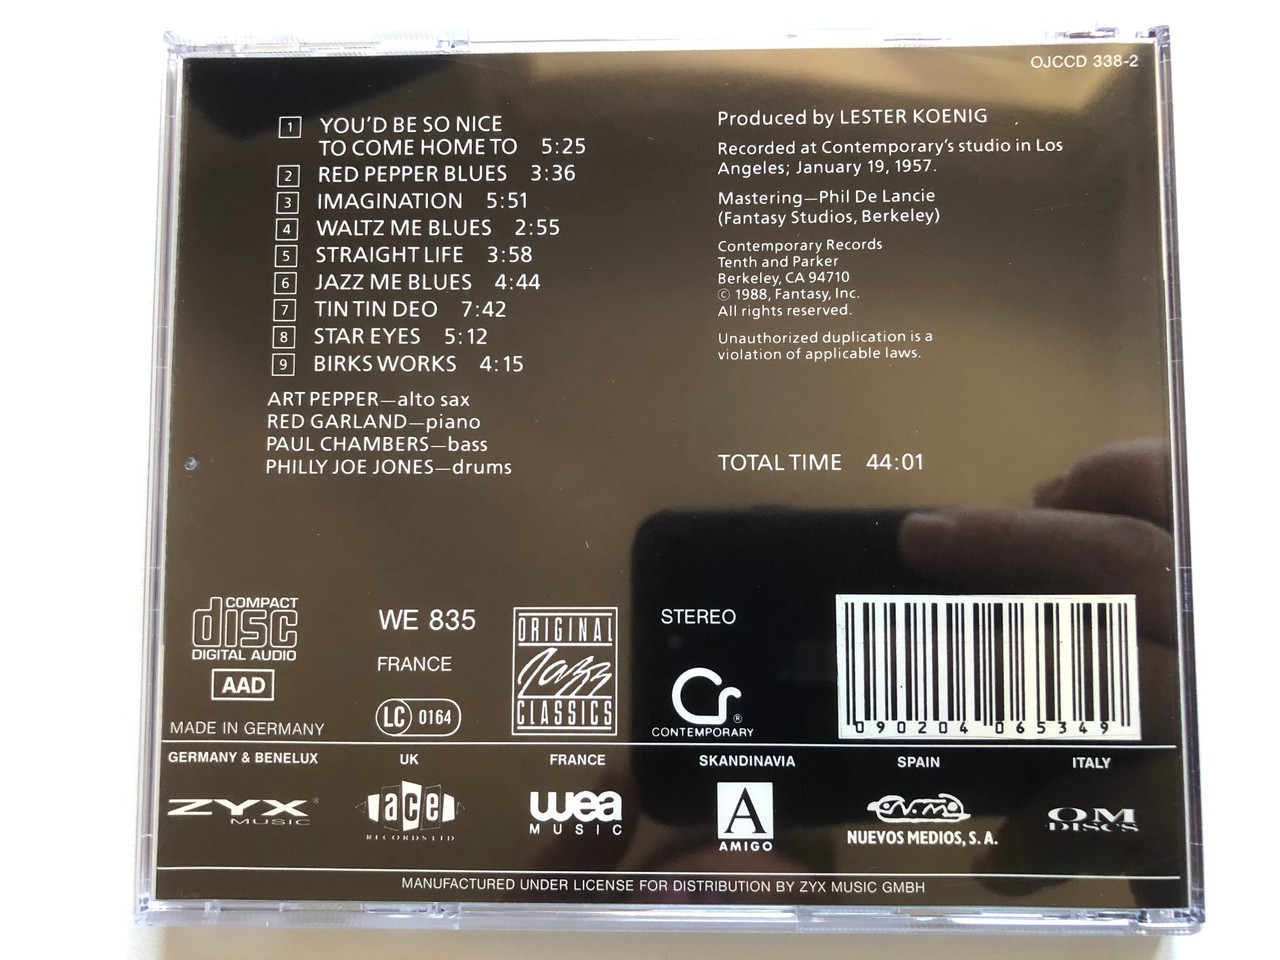 OJCCD 338-2
1 YOU'D BE SO NICE
TO COME HOME TO 5:25
2 RED PEPPER BLUES 3:36
3 IMAGINATION 5:51
4 WALTZ ME BLUES 2:55
5 STRAIGHT LIFE 3:58
6 JAZZ ME BLUES 4:44
7 TIN TIN DEO 7:42
8 STAR EYES 5:12
9 BIRKS WORKS 4:15
ART PEPPER—alto sax
RED GARLAND—piano
PAUL CHAMBERS—bass
PHILLY JOE JONES—drums
Produced by LESTER KOENIG
Recorded at Contemporary's studio in Los
Angeles; January 19, 1957.
Mastering—Phil De Lancie
(Fantasy Studios, Berkeley)
Contemporary Records
Tenth and Parker
Berkeley, CA 94710
© 1988, Fantasy, Inc.
All rights reserved.
Unauthorized duplication is a
violation of applicable laws.
TOTAL TIME 44:01
COMPACT
disc
DIGITAL AUDIO
AAD
MADE IN GERMANY
WE 835
FRANCE
LC 0164
ORIGINAL
Jazz
CLASSICS
STEREO
Cr ®
CONTEMPORARY
090204 065349
GERMANY & BENELUX UK FRANCE SKANDINAVIA SPAIN ITALY
ZYX ®
MUSIC
ace
RECORDS LTD
wea
MUSIC
A
AMIGO
n.m.
NUEVOS MEDIOS, S. A.
OM
DISCS
MANUFACTURED UNDER LICENSE FOR DISTRIBUTION BY ZYX MUSIC GMBH